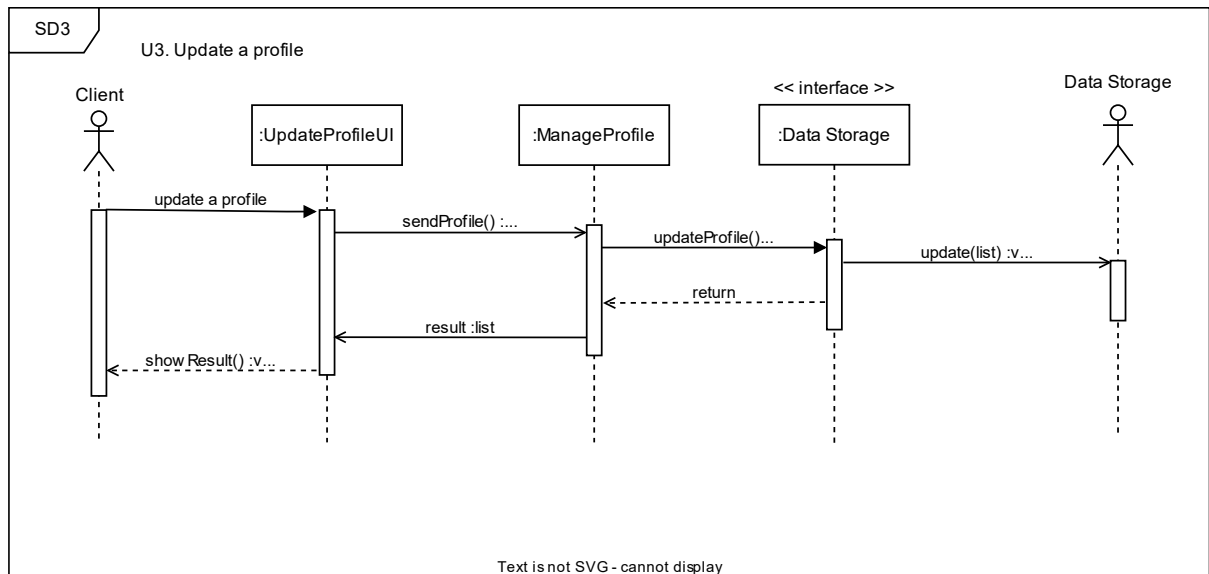 SD3
U3. Update a profile
Client
<< interface >>
Data Storage
:UpdateProfileUI
:ManageProfile
:Data Storage
update a profile
sendProfile() :...
updateProfile()...
update(list) :v...
return
result :list
show Result() :v...
Text is not SVG - cannot display